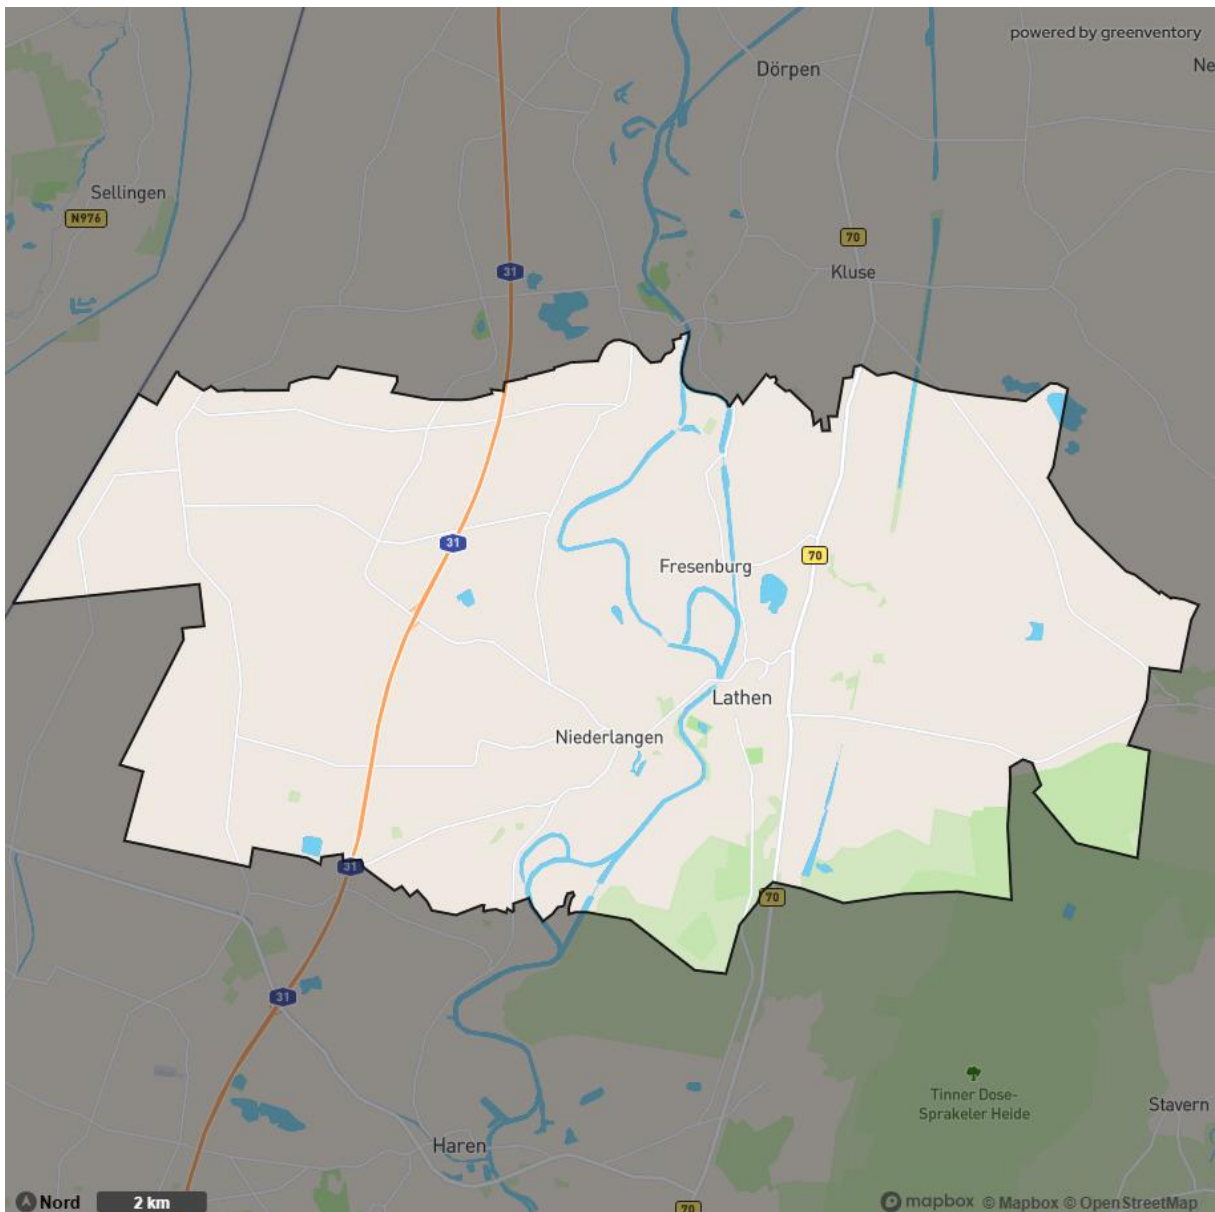 powered by greenventory
Dörpen
Ne
Sellingen
N976
70
31
Kluse
31
70
Fresenburg
Lathen
Niederlangen
31
70
31
Tinner Dose-
Sprakeler Heide
Stavern
Haren
Nord
2 km
70
mapbox © Mapbox © OpenStreetMap